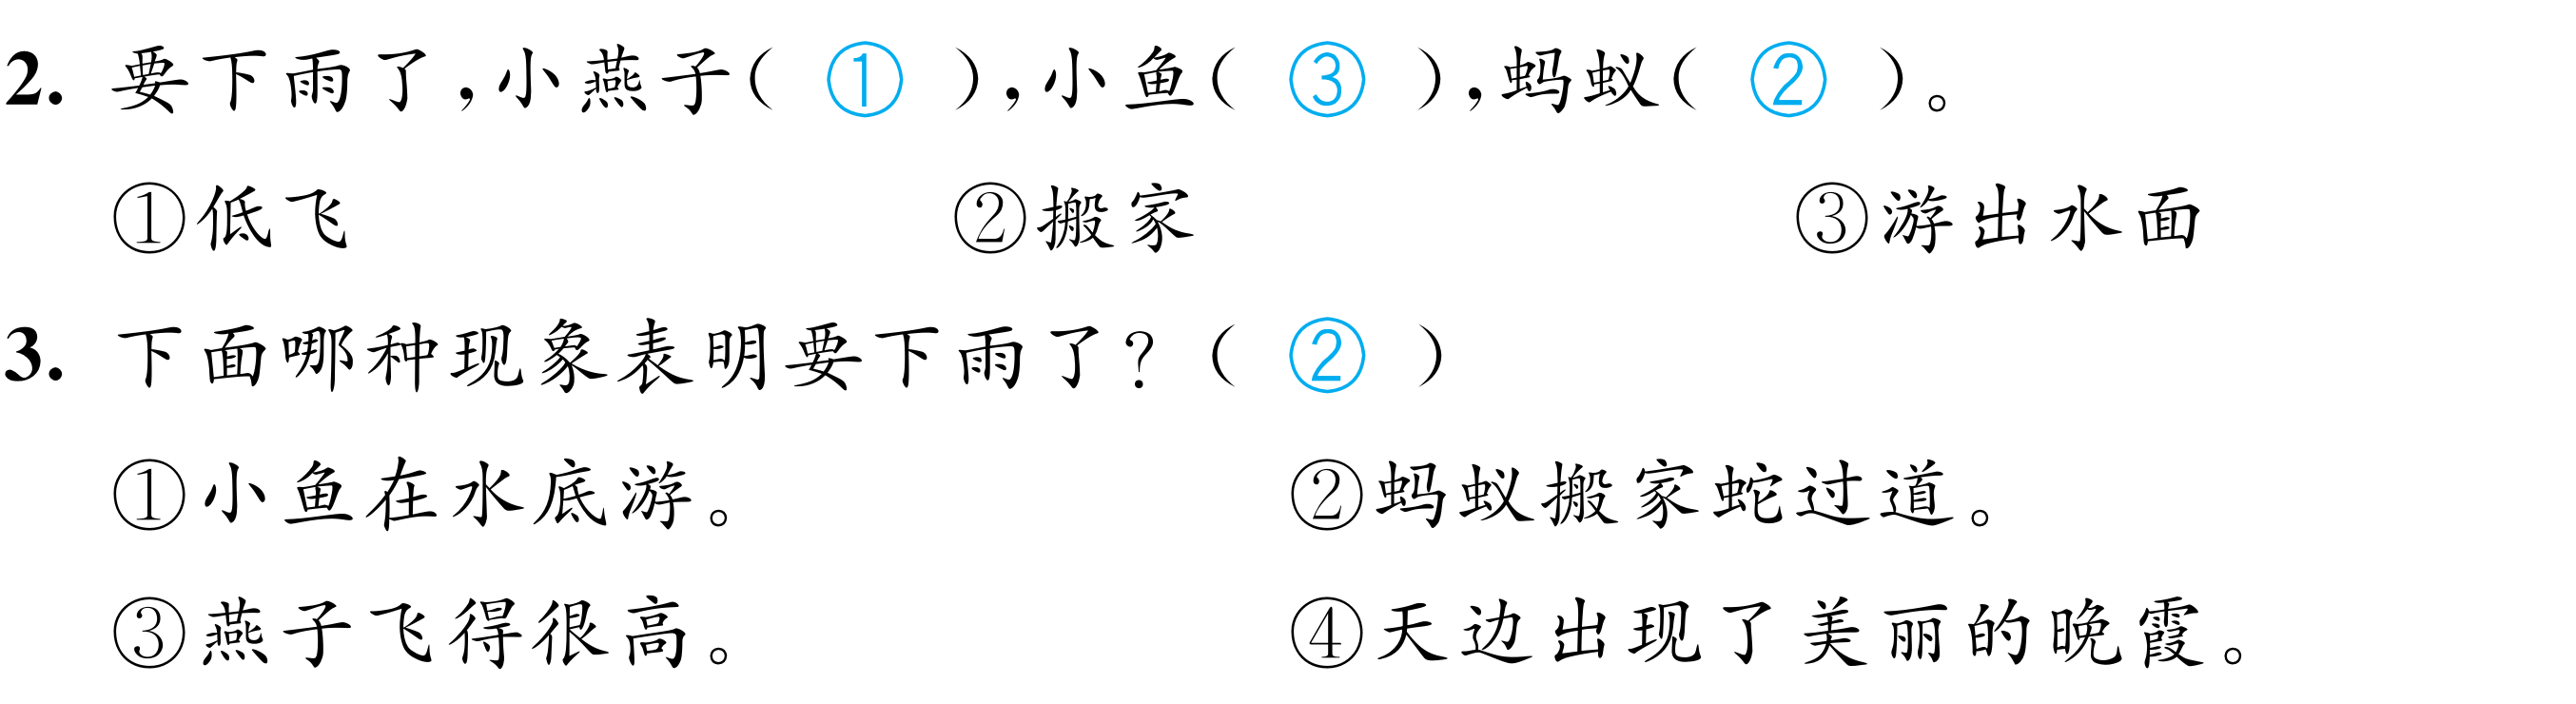 2. 要下雨了,小燕子( ① ),小鱼( ③ ),蚂蚁( ② )。
①低飞 ②搬家 ③游出水面
3. 下面哪种现象表明要下雨了?( ② )
①小鱼在水底游。 ②蚂蚁搬家蛇过道。
③燕子飞得很高。 ④天边出现了美丽的晚霞。